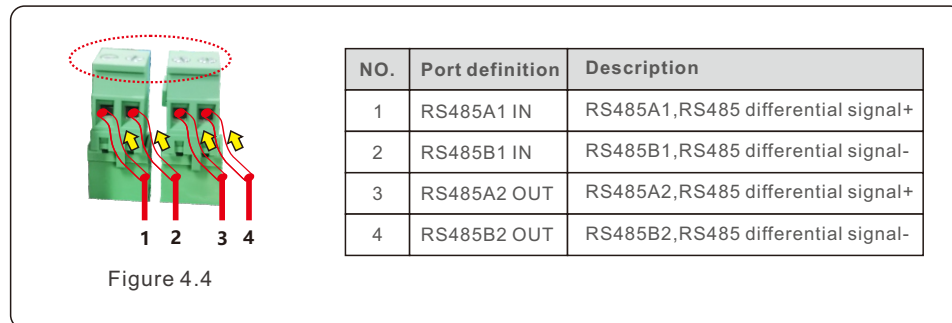 NO. Port definition Description
1 RS485A1 IN RS485A1,RS485 differential signal+
2 RS485B1 IN RS485B1,RS485 differential signal-
3 RS485A2 OUT RS485A2,RS485 differential signal+
4 RS485B2 OUT RS485B2,RS485 differential signal-
1 2 3 4
Figure 4.4